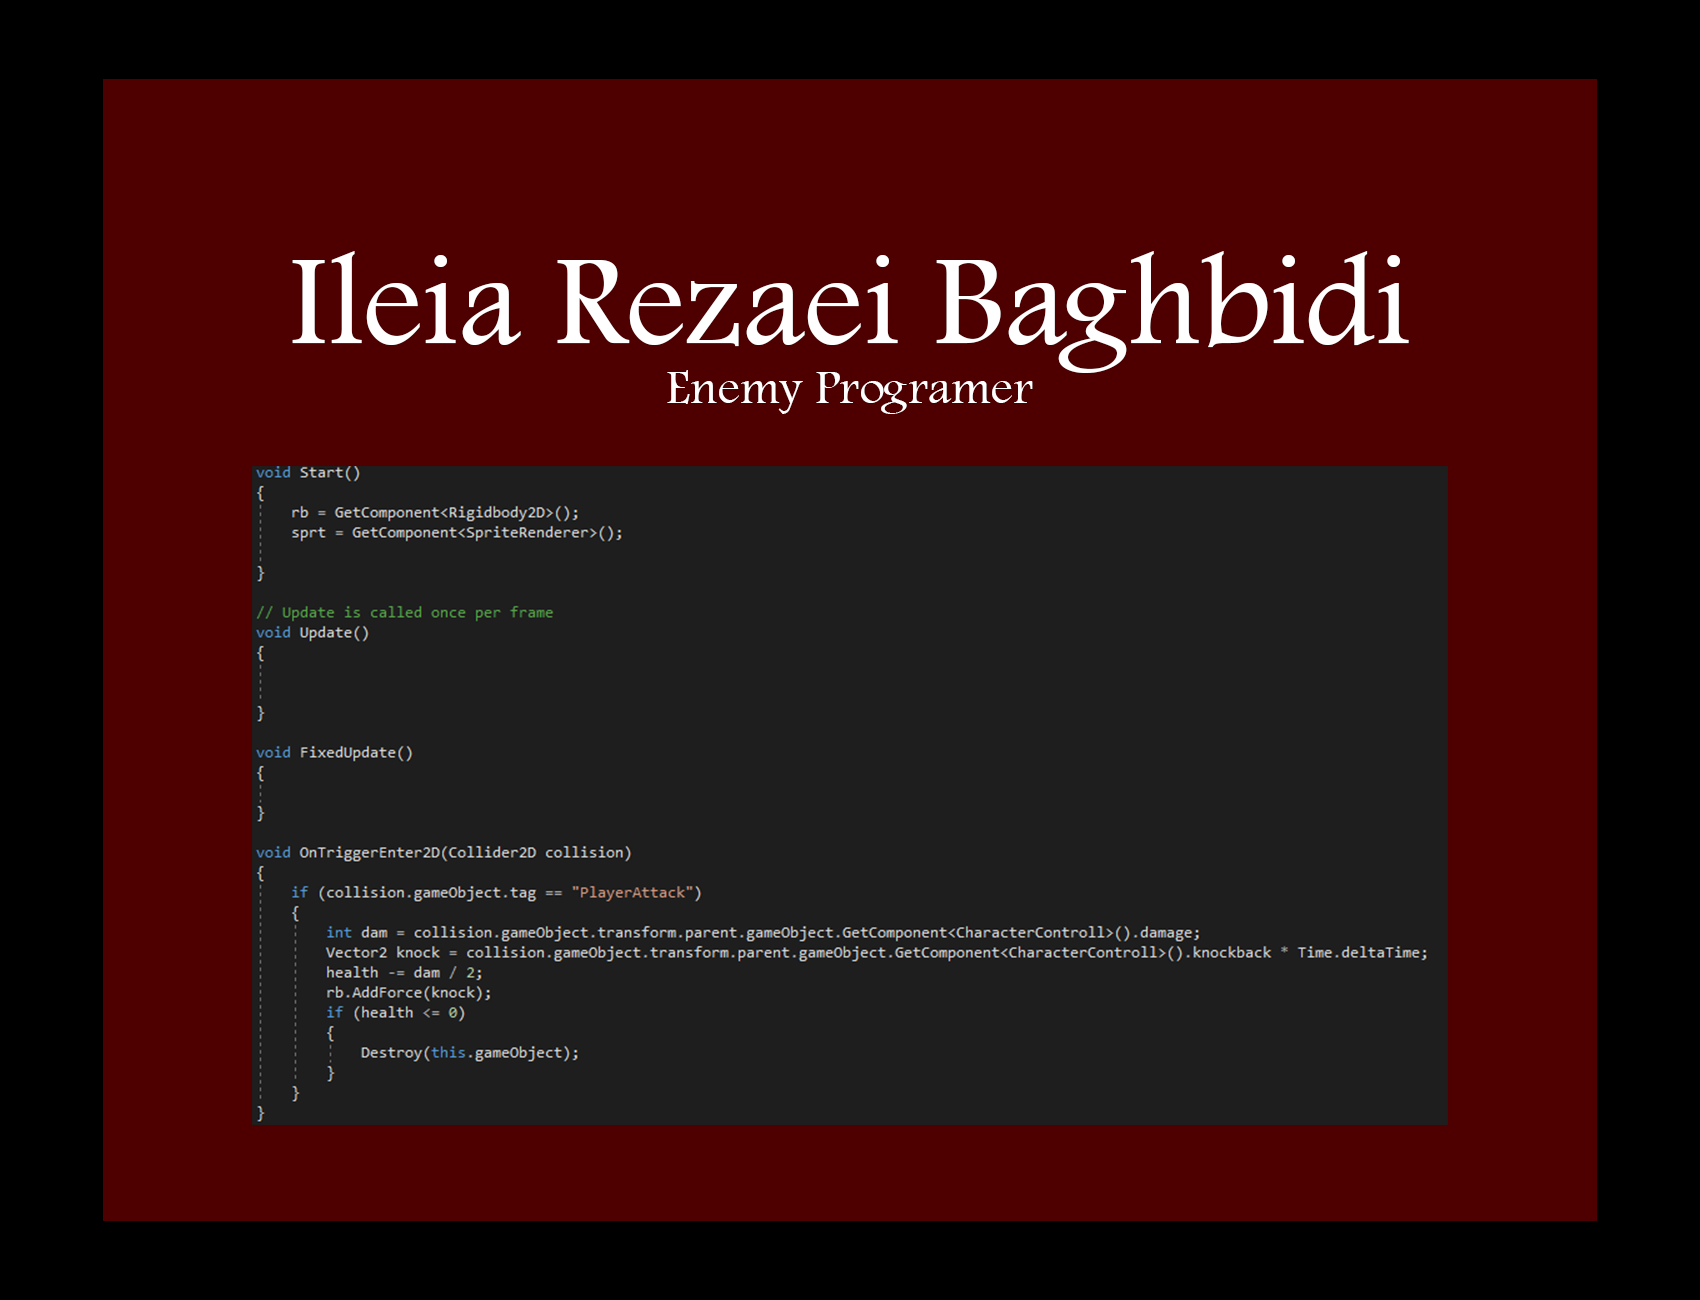 Ileia Rezaei Baghbidi
Enemy Programer
void Start()
{
    rb = GetComponent<Rigidbody2D>();
    sprt = GetComponent<SpriteRenderer>();
}
// Update is called once per frame
void Update()
{
}
void FixedUpdate()
{
}
void OnTriggerEnter2D(Collider2D collision)
{
    if (collision.gameObject.tag == "PlayerAttack")
    {
        int dam = collision.gameObject.transform.parent.gameObject.GetComponent<CharacterControll>().damage;
        Vector2 knock = collision.gameObject.transform.parent.gameObject.GetComponent<CharacterControll>().knockback * Time.deltaTime;
        health -= dam / 2;
        rb.AddForce(knock);
        if (health <= 0)
        {
            Destroy(this.gameObject);
        }
    }
}